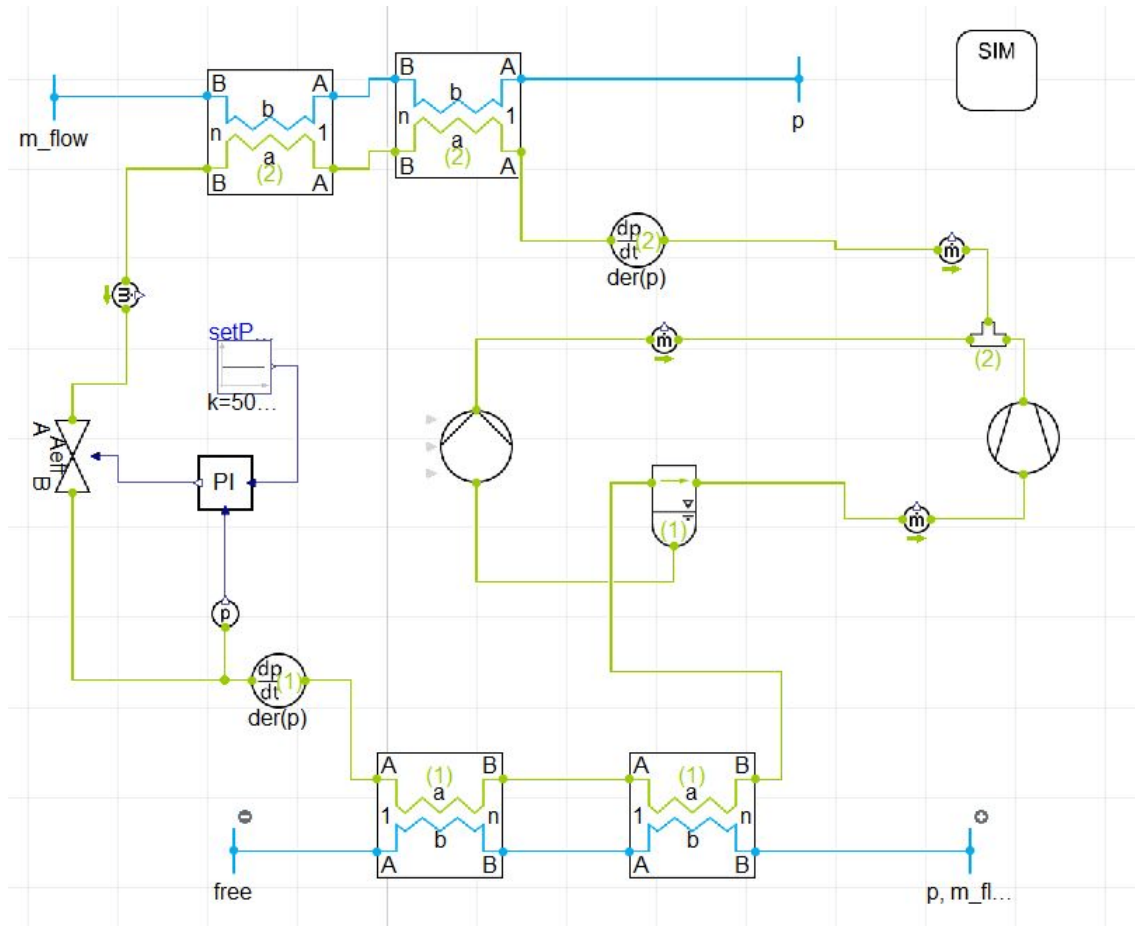 SIM
B A
B A
b
b
m_flow
n 1
n 1
p
a
a
(2)
(2)
B A
B A
dp
dt
(2)
der(p)
ṁ
ṁ
setP...
ṁ
(2)
k=50...
A
Aeff
B
PI
ṁ
(1)
p
dp
dt
(1)
der(p)
A B
A B
(1)
(1)
a
a
1 n
1 n
b
b
A B
A B
free
p, m_fl...